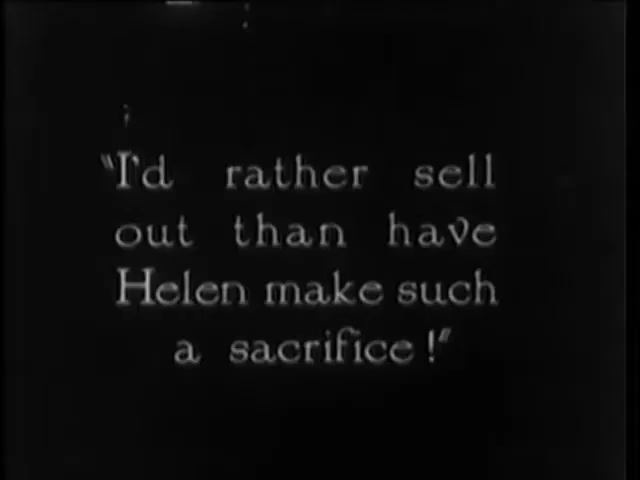 "I'd rather sell
out than have
Helen make such
a sacrifice!"